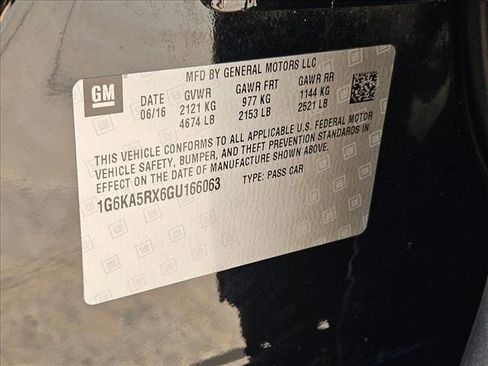 MFD BY GENERAL MOTORS LLC
GM DATE GVWR GAWR FRT GAWR RR
06/16 2121 KG 977 KG 1144 KG
4674 LB 2153 LB 2521 LB
THIS VEHICLE CONFORMS TO ALL APPLICABLE U.S. FEDERAL MOTOR
VEHICLE SAFETY, BUMPER, AND THEFT PREVENTION STANDARDS IN
EFFECT ON THE DATE OF MANUFACTURE SHOWN ABOVE.
1G6KA5RX6GU166063 TYPE: PASS CAR